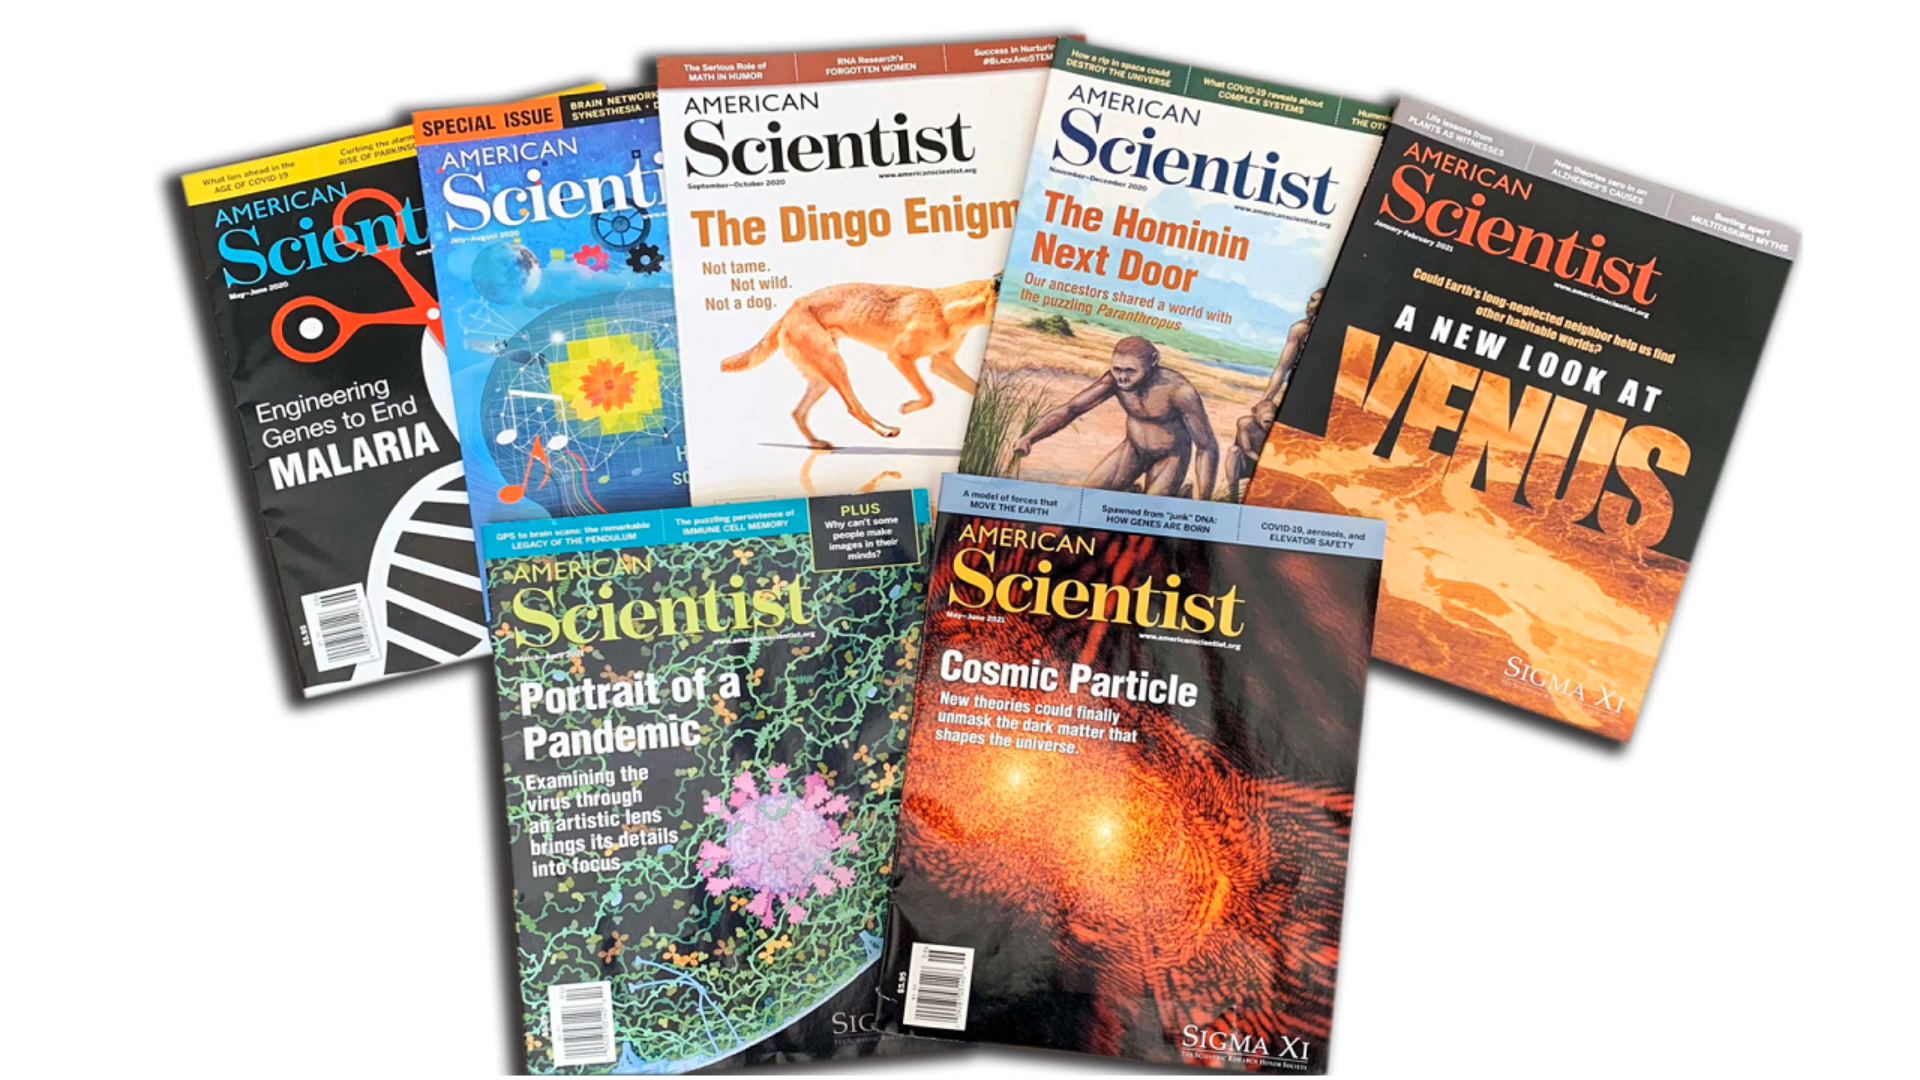 What lies ahead in the
AGE OF COVID-19
Curbing the
RISE OF
AMERICAN
Scient
May–June 2020
Engineering
Genes to End
MALARIA
$5.95
SPECIAL ISSUE
BRAIN NETWORK
SYNESTHESIA •
AMERICAN
Scienti
July–August 2020
The Serious Role of
MATH IN HUMOR
RNA Research's
FORGOTTEN WOMEN
Success in
#BLACKANDSTEM
AMERICAN
Scientist
September–October 2020
www.americanscientist.org
The Dingo Enigm
Not tame.
Not wild.
Not a dog.
How a rip in space could
DESTROY THE UNIVERSE
What COVID-19 reveals about
COMPLEX SYSTEMS
AMERICAN
Scientist
November–December 2020
www.americanscientist.org
The Hominin
Next Door
Our ancestors shared a world with
the puzzling Paranthropus
Life lessons from
PLANTS AS WITNESSES
New theories zero in on
ALZHEIMER'S CAUSES
Busting apart
MULTITASKING MYTHS
AMERICAN
Scientist
January–February 2021
www.americanscientist.org
Could Earth's long-neglected neighbor help us find
other habitable worlds?
A NEW LOOK AT
VENUS
SIGMA XI
GPS to brain scans: the remarkable
LEGACY OF THE PENDULUM
The puzzling persistence of
IMMUNE CELL MEMORY
PLUS
Why can't some
people make
images in their
minds?
AMERICAN
Scientist
www.americanscientist.org
Portrait of a
Pandemic
Examining the
virus through
an artistic lens
brings its details
into focus
SIG
A model of forces that
MOVE THE EARTH
Spawned from "junk" DNA:
HOW GENES ARE BORN
COVID-19, aerosols, and
ELEVATOR SAFETY
AMERICAN
Scientist
May–June 2021
www.americanscientist.org
Cosmic Particle
New theories could finally
unmask the dark matter that
shapes the universe.
$5.95
SIGMA XI
THE SCIENTIFIC RESEARCH HONOR SOCIETY